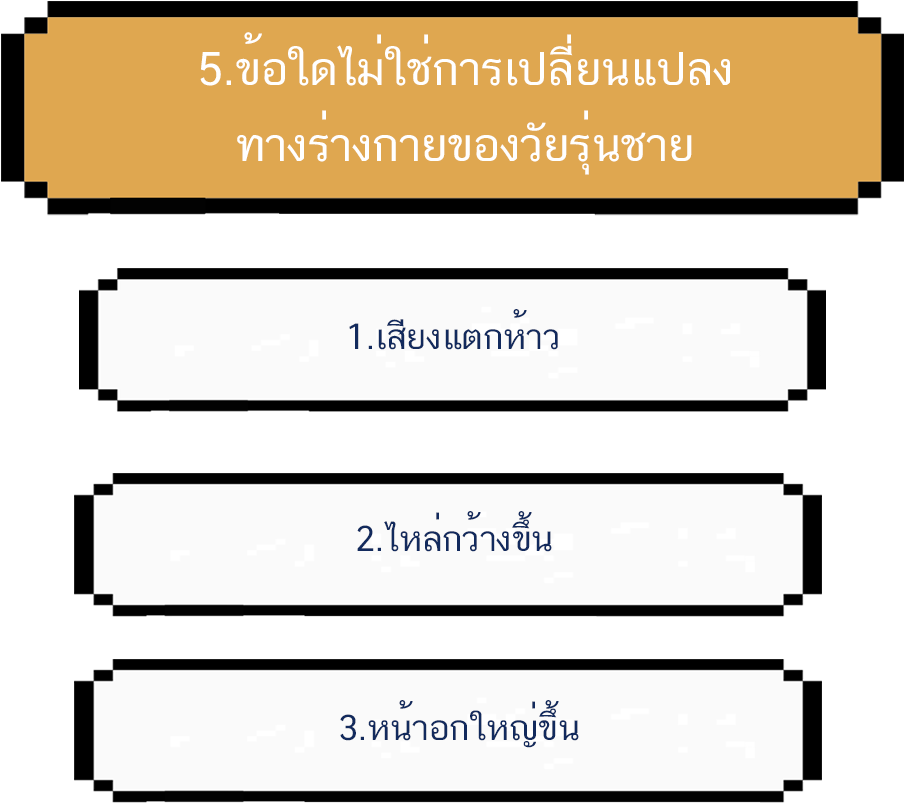 5.ข้อใดไม่ใช่การเปลี่ยนแปลง
ทางร่างกายของวัยรุ่นชาย
1.เสียงแตกห้าว
2.ไหล่กว้างขึ้น
3.หน้าอกใหญ่ขึ้น